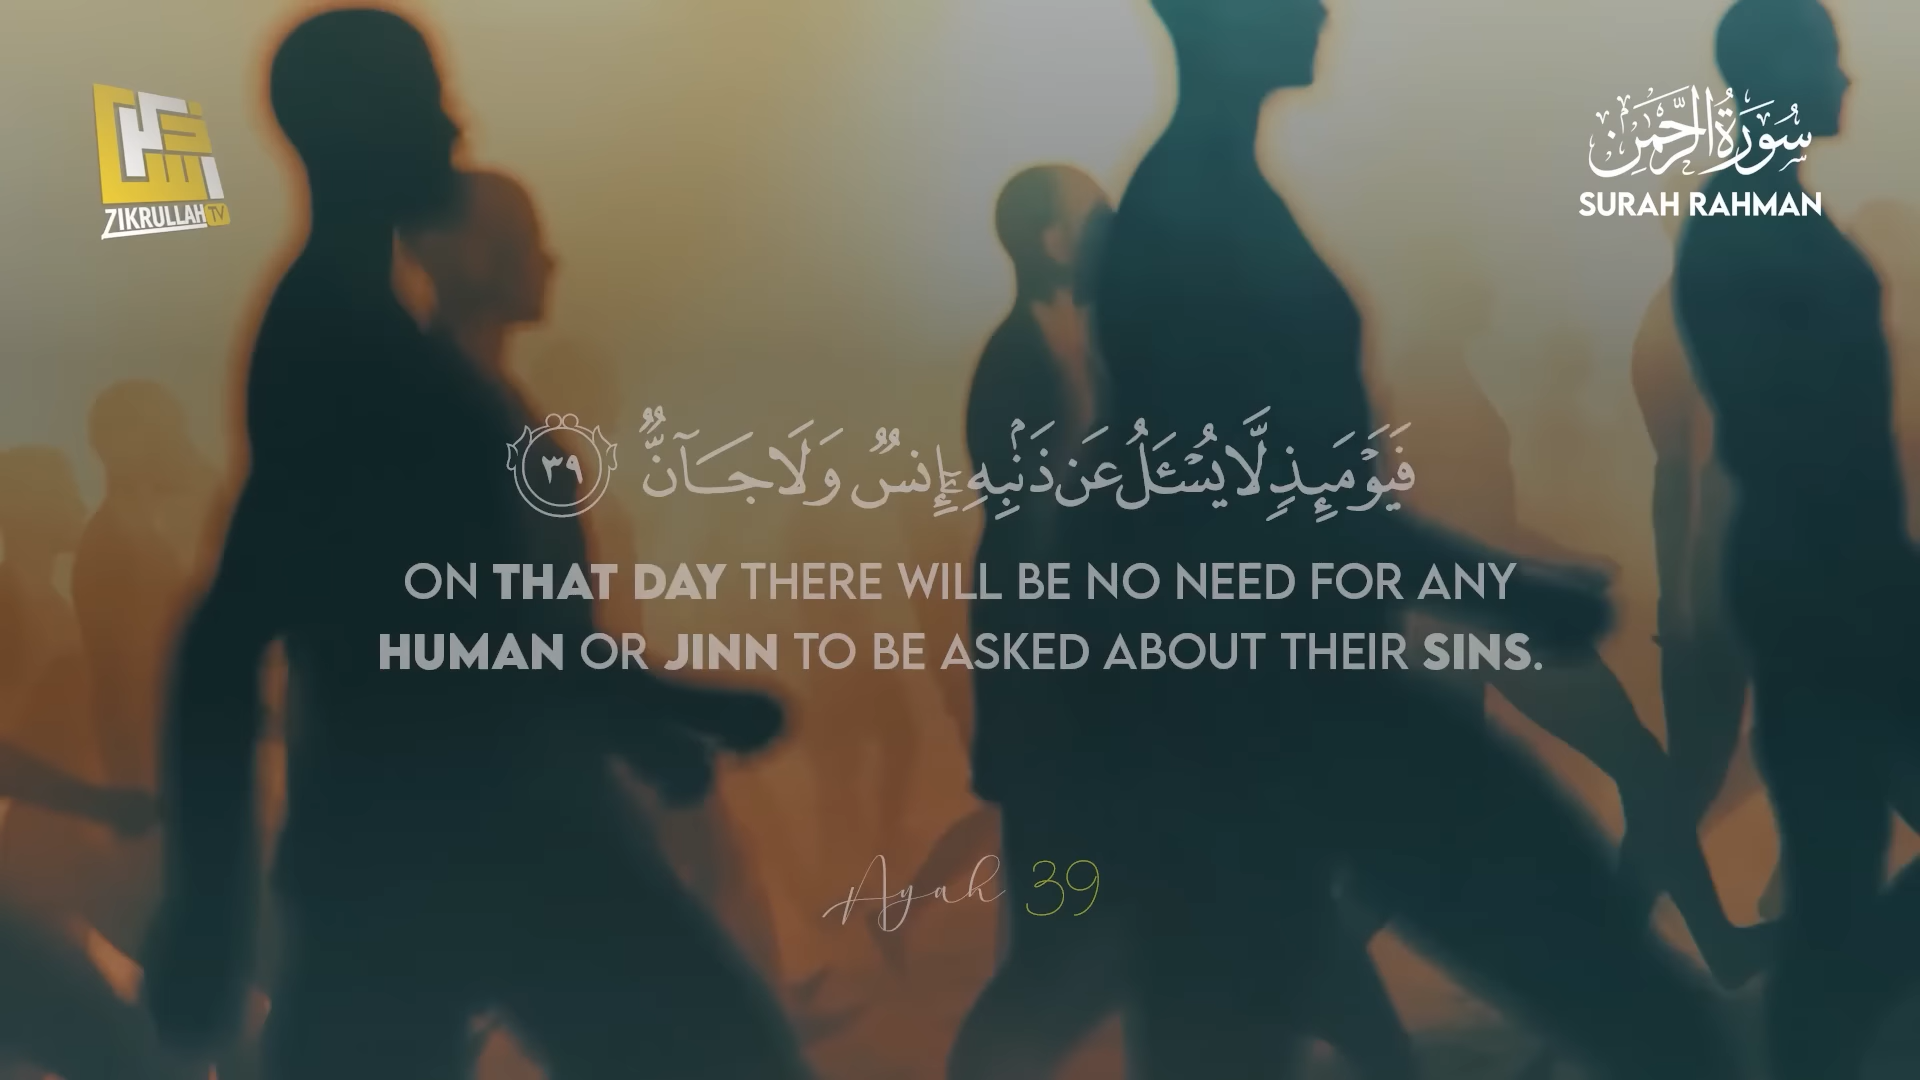 ZIKRULLAH TV
سُورَةُ الرَّحْمٰن
SURAH RAHMAN
فَيَوْمَئِذٍ لَّا يُسْـَٔلُ عَن ذَنۢبِهِۦٓ إِنسٌ وَلَا جَآنٌّ ٣٩
ON THAT DAY THERE WILL BE NO NEED FOR ANY
HUMAN OR JINN TO BE ASKED ABOUT THEIR SINS.
Ayah 39